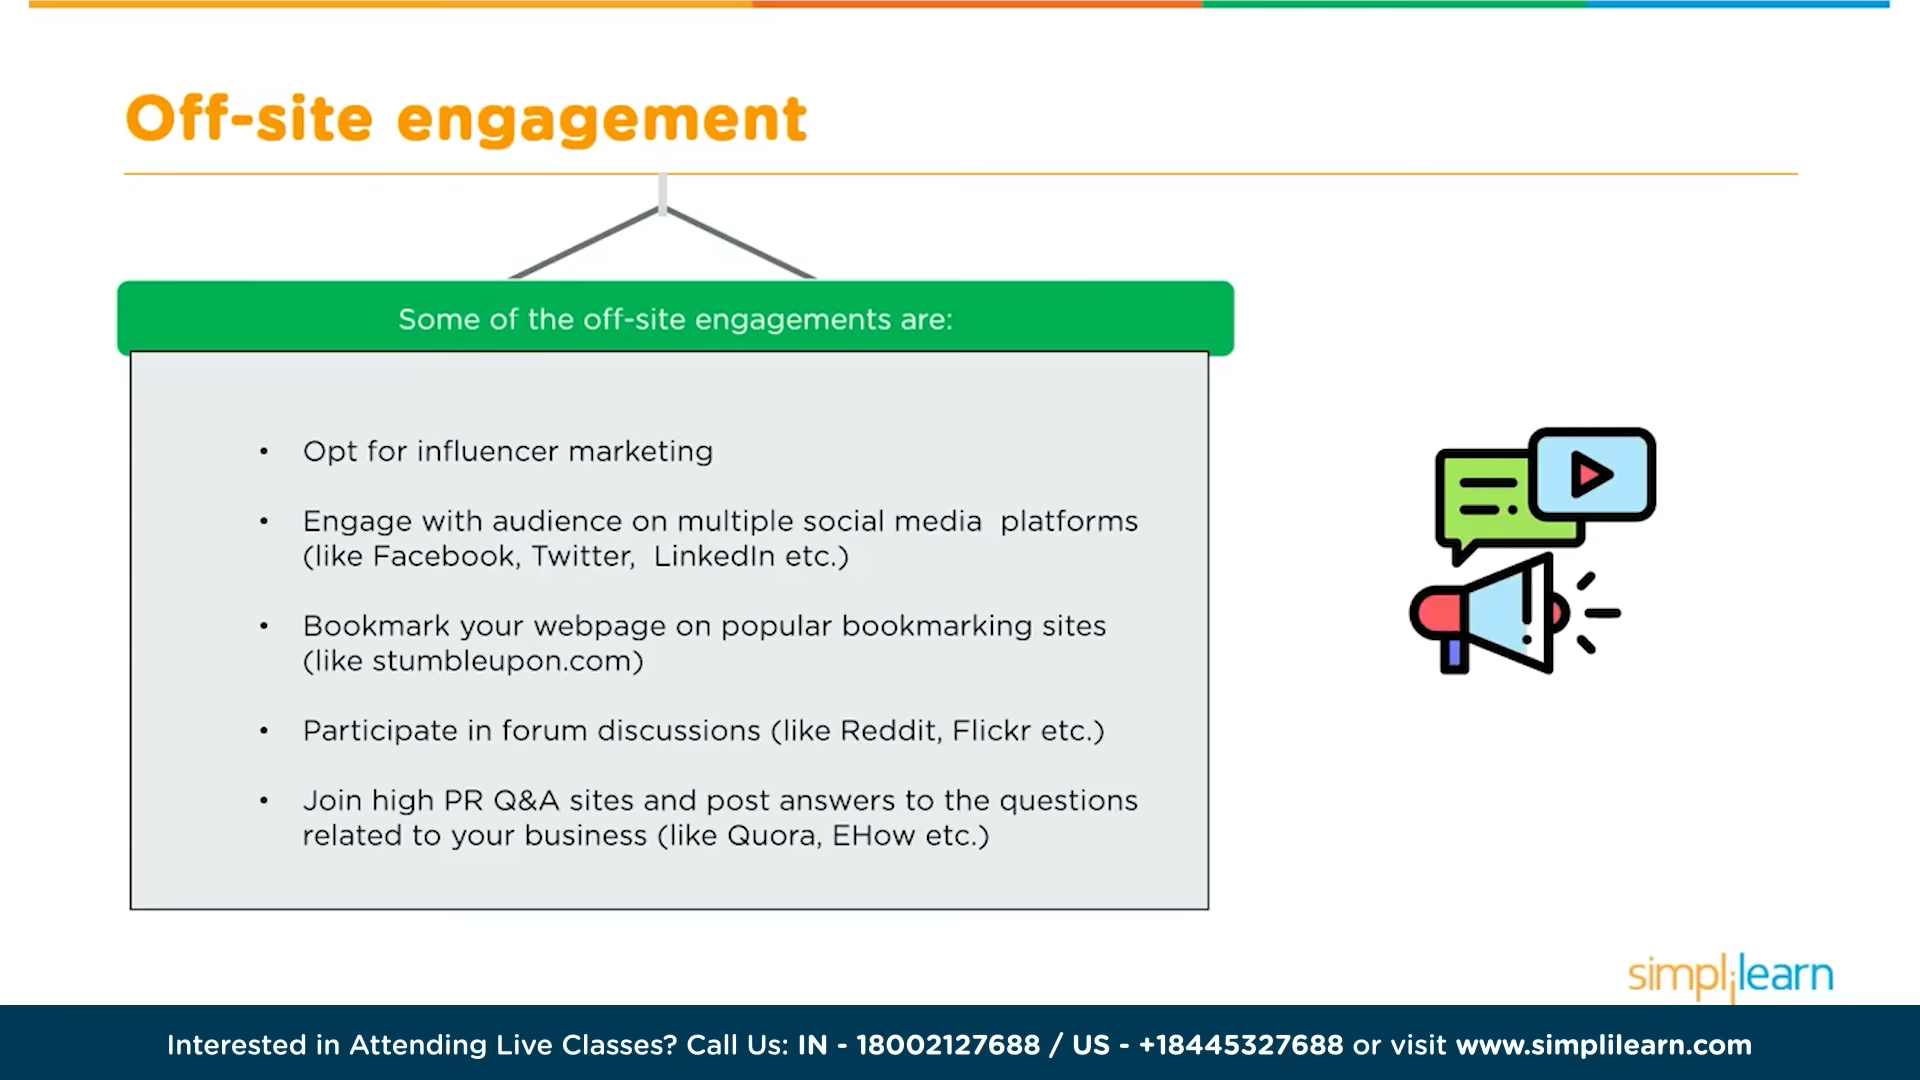 Off-site engagement
Some of the off-site engagements are:
• Opt for influencer marketing
• Engage with audience on multiple social media  platforms
(like Facebook, Twitter,  LinkedIn etc.)
• Bookmark your webpage on popular bookmarking sites
(like stumbleupon.com)
• Participate in forum discussions (like Reddit, Flickr etc.)
• Join high PR Q&A sites and post answers to the questions
related to your business (like Quora, EHow etc.)
simplilearn
Interested in Attending Live Classes? Call Us: IN - 18002127688 / US - +18445327688 or visit www.simplilearn.com